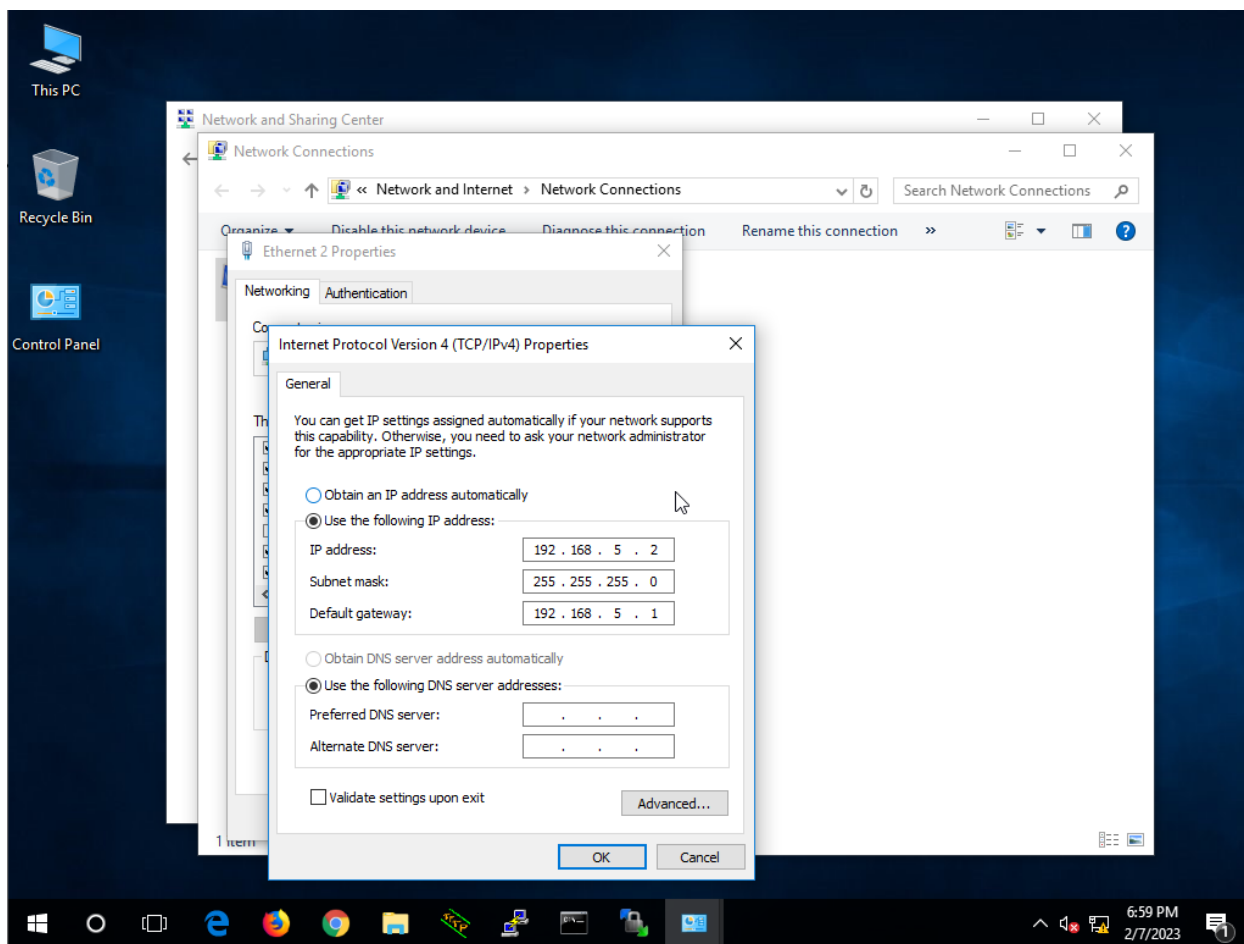 This PC
Recycle Bin
Control Panel
Network and Sharing Center
Network Connections
« Network and Internet › Network Connections
Search Network Connections
Organize
Disable this network device
Diagnose this connection
Rename this connection
»
Ethernet 2 Properties
Networking
Authentication
Internet Protocol Version 4 (TCP/IPv4) Properties
General
You can get IP settings assigned automatically if your network supports
this capability. Otherwise, you need to ask your network administrator
for the appropriate IP settings.
Obtain an IP address automatically
Use the following IP address:
IP address:
192 . 168 . 5 . 2
Subnet mask:
255 . 255 . 255 . 0
Default gateway:
192 . 168 . 5 . 1
Obtain DNS server address automatically
Use the following DNS server addresses:
Preferred DNS server:
. . .
Alternate DNS server:
. . .
Validate settings upon exit
Advanced...
OK
Cancel
1 item
6:59 PM
2/7/2023
1